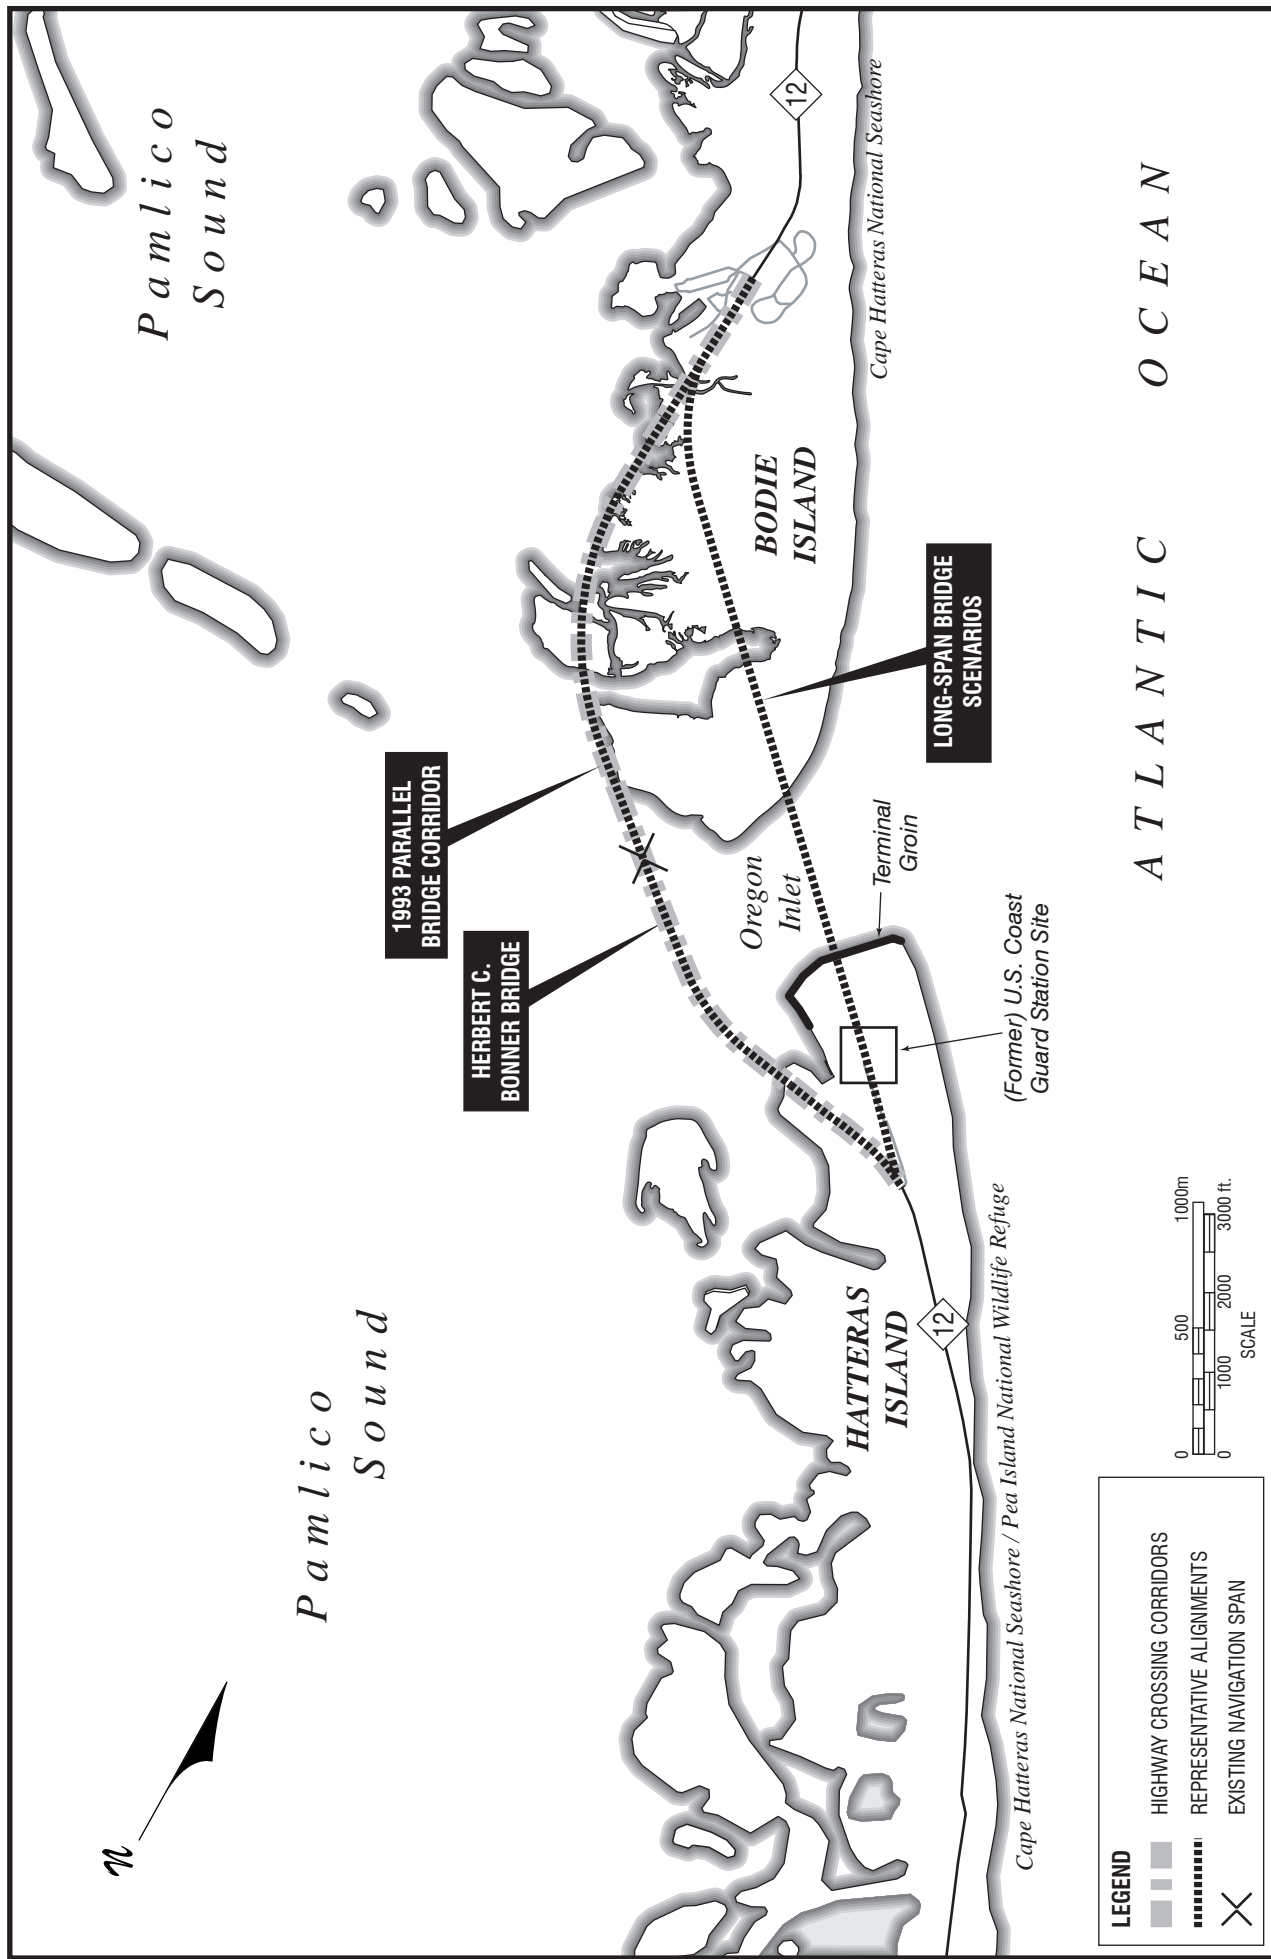 Pamlico
Sound
Pamlico
Sound
n
1993 PARALLEL
BRIDGE CORRIDOR
HERBERT C.
BONNER BRIDGE
Oregon
Inlet
BODIE
ISLAND
HATTERAS
ISLAND
12
12
LONG-SPAN BRIDGE
SCENARIOS
Terminal
Groin
(Former) U.S. Coast
Guard Station Site
Cape Hatteras National Seashore
Cape Hatteras National Seashore / Pea Island National Wildlife Refuge
ATLANTIC OCEAN
LEGEND
HIGHWAY CROSSING CORRIDORS
REPRESENTATIVE ALIGNMENTS
EXISTING NAVIGATION SPAN
0 500 1000m
0 1000 2000 3000 ft.
SCALE